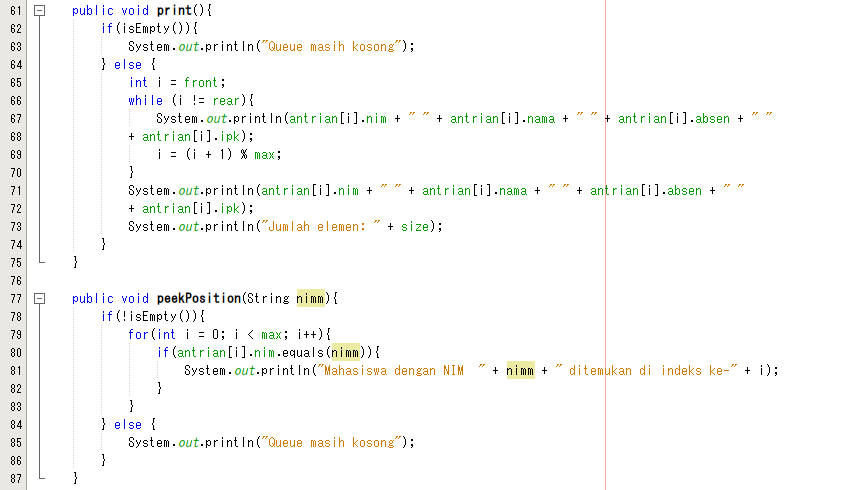 61 public void print(){
62 if(isEmpty()){
63 System.out.println("Queue masih kosong");
64 } else {
65 int i = front;
66 while (i != rear){
67 System.out.println(antrian[i].nim + " " + antrian[i].nama + " " + antrian[i].absen + " "
68 + antrian[i].ipk);
69 i = (i + 1) % max;
70 }
71 System.out.println(antrian[i].nim + " " + antrian[i].nama + " " + antrian[i].absen + " "
72 + antrian[i].ipk);
73 System.out.println("Jumlah elemen: " + size);
74 }
75 }
76
77 public void peekPosition(String nimm){
78 if(!isEmpty()){
79 for(int i = 0; i < max; i++){
80 if(antrian[i].nim.equals(nimm)){
81 System.out.println("Mahasiswa dengan NIM  " + nimm + " ditemukan di indeks ke-" + i);
82 }
83 }
84 } else {
85 System.out.println("Queue masih kosong");
86 }
87 }